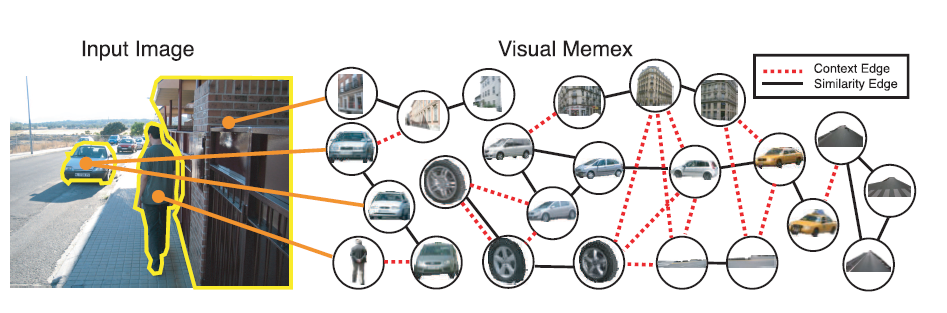 Input Image
Visual Memex
Context Edge
Similarity Edge